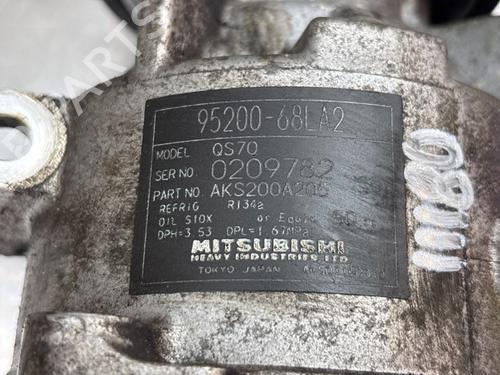 95200-68LA2
MODEL QS70
SER NO 0209782
PART NO. AKS200A205
REFRIG R134a
OIL S10X or Equiv
DPH=3.53 DPL=1.67MPa
MITSUBISHI
HEAVY INDUSTRIES LTD
TOKYO JAPAN
111180